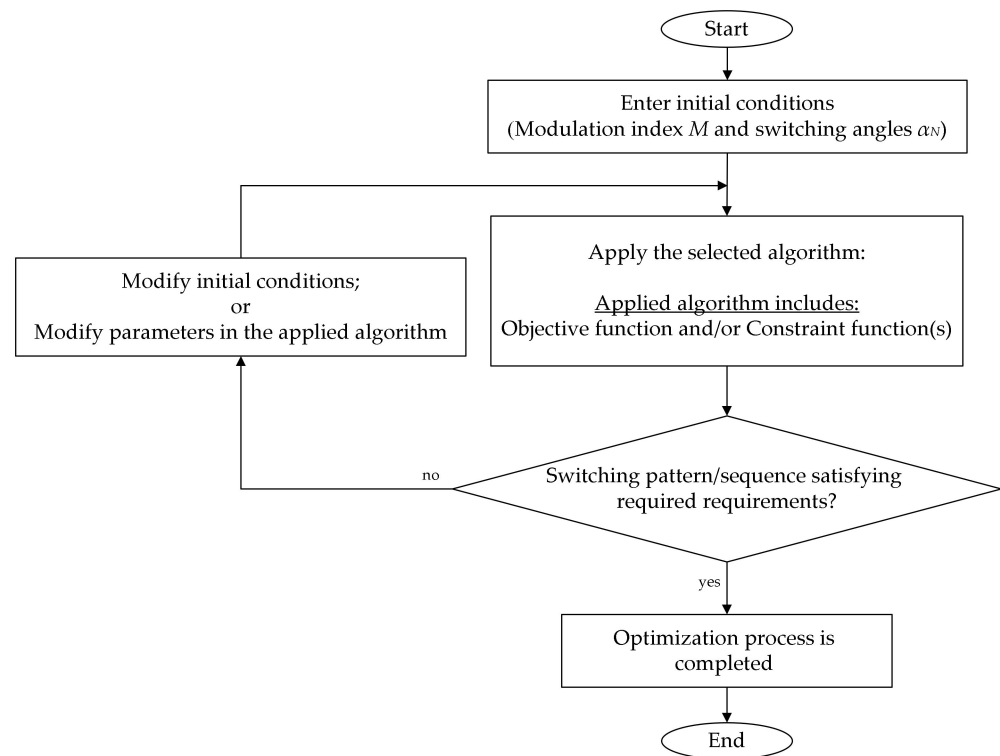 Start
Enter initial conditions
(Modulation index M and switching angles αN)
Apply the selected algorithm:
Applied algorithm includes:
Objective function and/or Constraint function(s)
Modify initial conditions;
or
Modify parameters in the applied algorithm
Switching pattern/sequence satisfying
required requirements?
no
yes
Optimization process is
completed
End